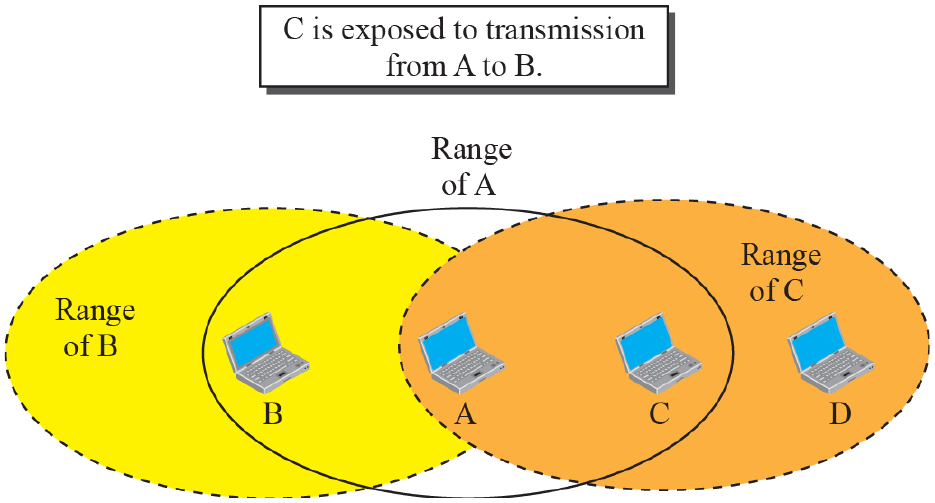 C is exposed to transmission
from A to B.
Range
of A
Range
of C
Range
of B
B
A
C
D